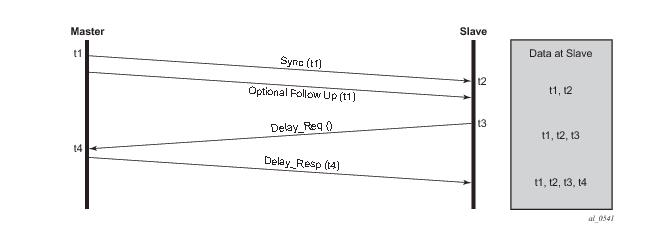 Master
Slave
t1
Sync (t1)
Data at Slave
t2
t1, t2
Optional Follow Up (t1)
t3
Delay_Req ()
t1, t2, t3
t4
Delay_Resp (t4)
t1, t2, t3, t4
al_0541